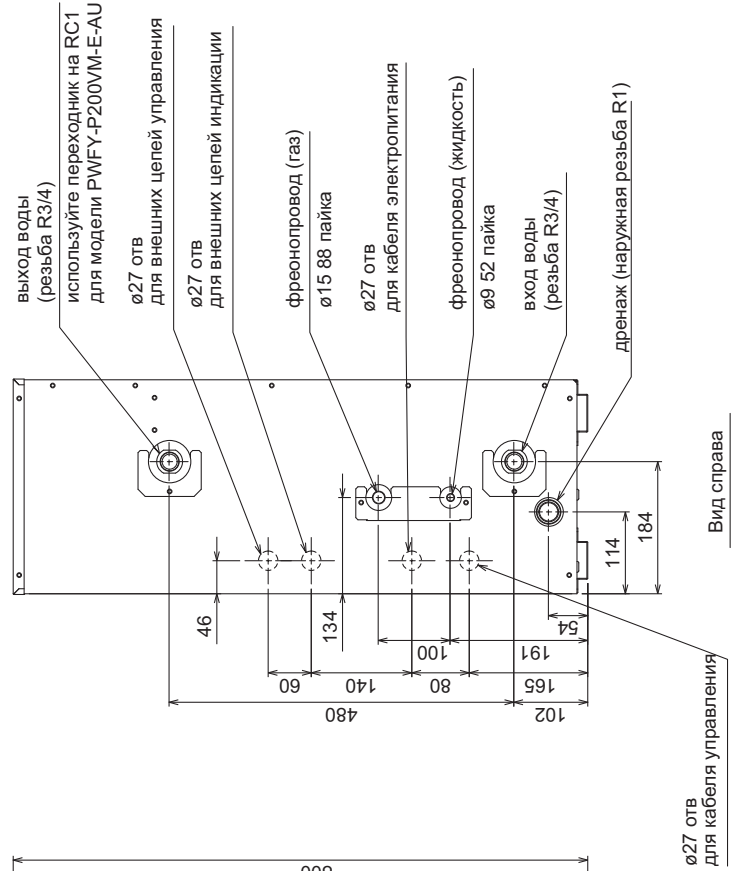 выход воды
(резьба R3/4)
используйте переходник на RC1
для модели PWFY-P200VM-E-AU
ø27 отв
для внешних цепей управления
ø27 отв
для внешних цепей индикации
фреонопровод (газ)
ø15 88 пайка
ø27 отв
для кабеля электропитания
фреонопровод (жидкость)
ø9 52 пайка
вход воды
(резьба R3/4)
дренаж (наружная резьба R1)
46
134
114
184
54
100
191
60
140
80
165
480
102
ø27 отв
для кабеля управления
Вид справа